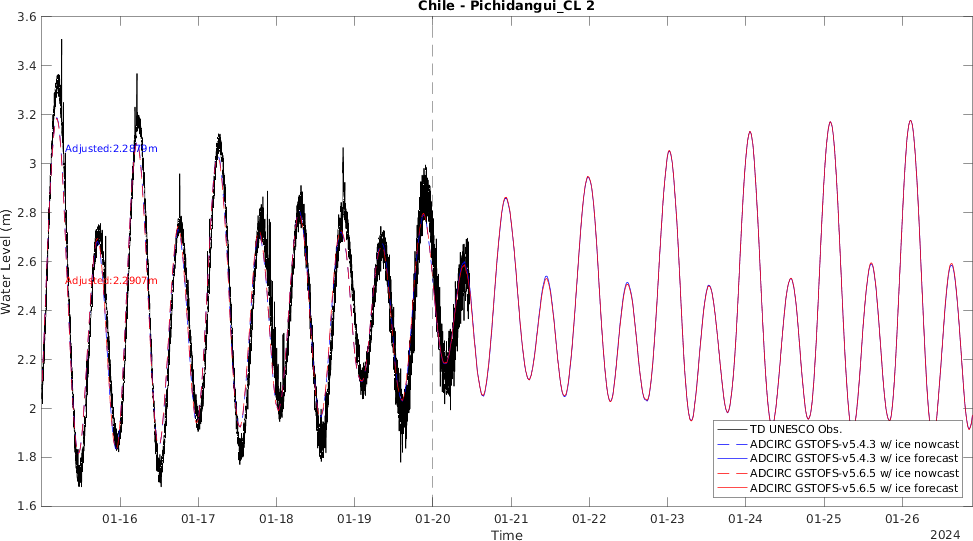 Chile - Pichidangui_CL 2
3.6
3.4
3.2
3
2.8
2.6
2.4
2.2
2
1.8
1.6
Water Level (m)
Adjusted:2.2879m
Adjusted:2.2907m
TD UNESCO Obs.
ADCIRC GSTOFS-v5.4.3 w/ ice nowcast
ADCIRC GSTOFS-v5.4.3 w/ ice forecast
ADCIRC GSTOFS-v5.6.5 w/ ice nowcast
ADCIRC GSTOFS-v5.6.5 w/ ice forecast
01-16 01-17 01-18 01-19 01-20 01-21 01-22 01-23 01-24 01-25 01-26
Time
2024